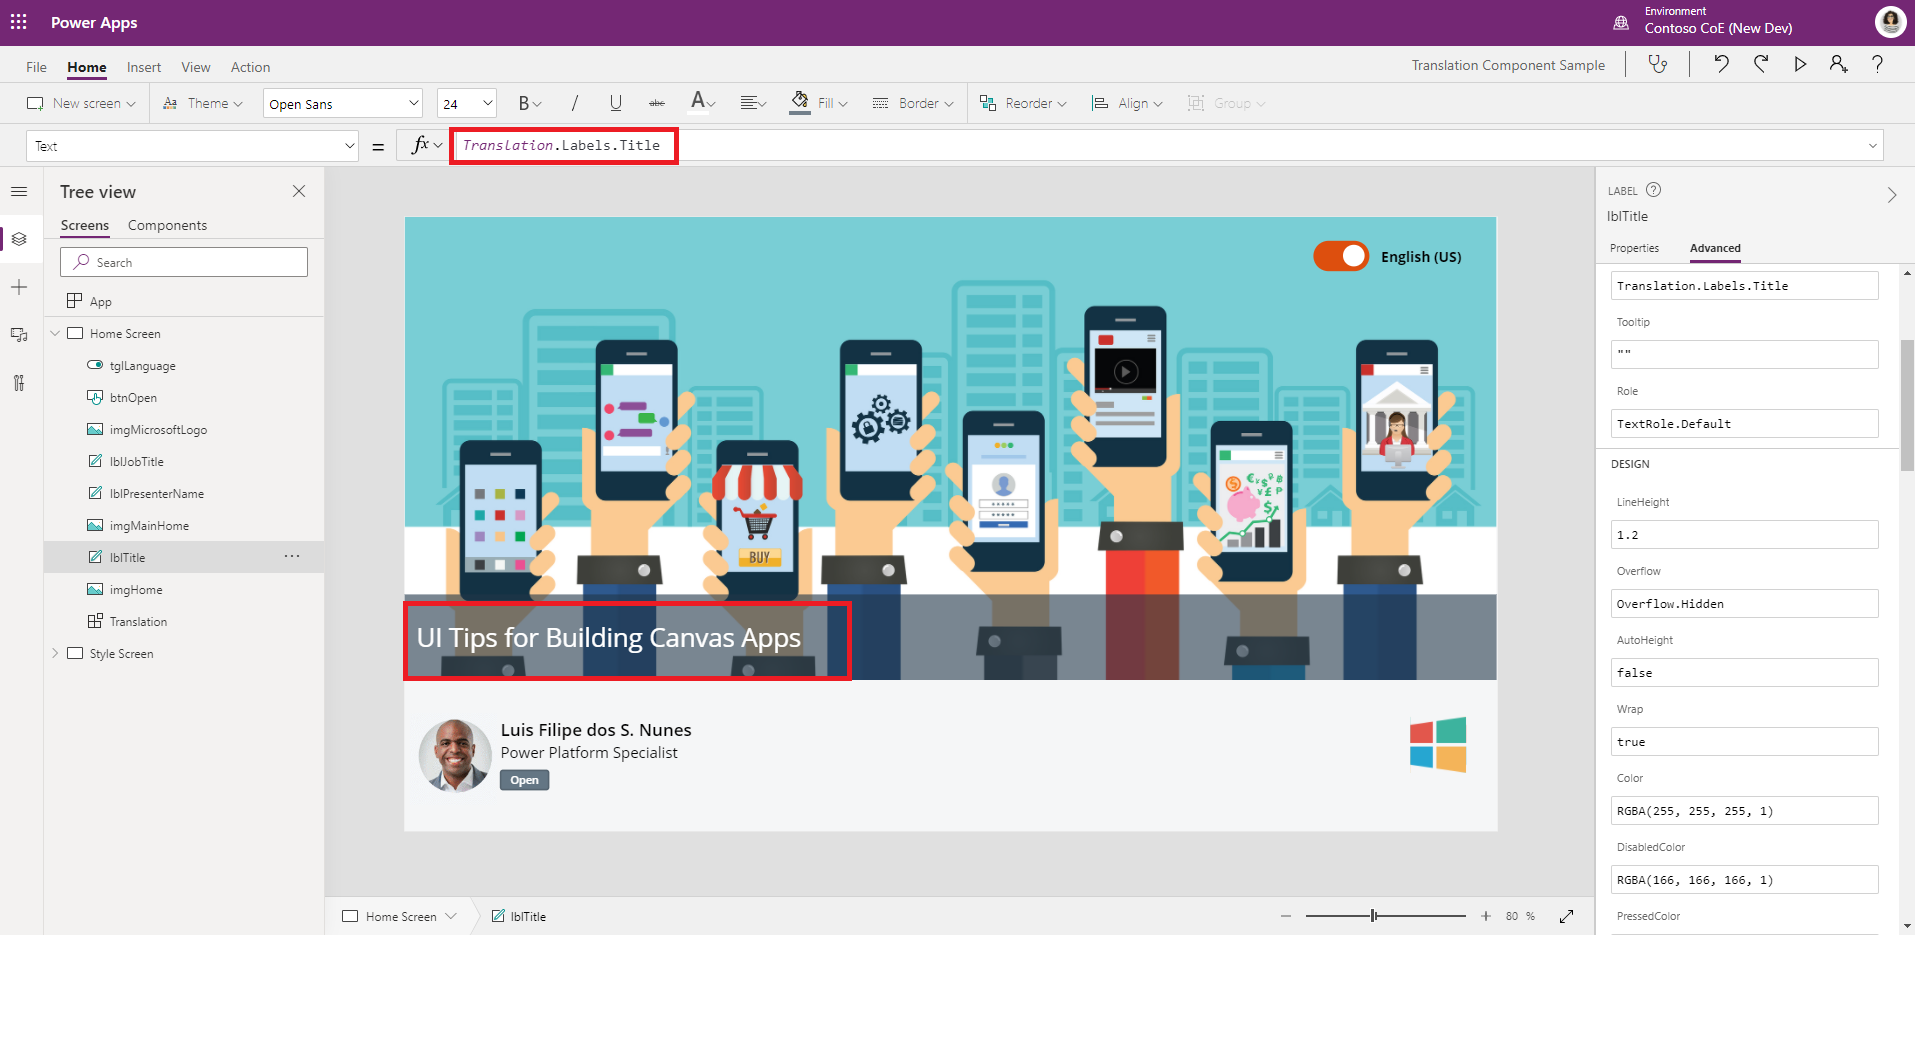 Power Apps
Environment
Contoso CoE (New Dev)
File Home Insert View Action
Translation Component Sample
New screen Theme Open Sans 24 B / U abc A Fill Border Reorder Align Group
Text = fx Translation.Labels.Title
Tree view
Screens Components
Search
App
Home Screen
tglLanguage
btnOpen
imgMicrosoftLogo
lblJobTitle
lblPresenterName
imgMainHome
lblTitle
imgHome
Translation
Style Screen
English (US)
BUY
UI Tips for Building Canvas Apps
Luis Filipe dos S. Nunes
Power Platform Specialist
Open
Home Screen lblTitle
80 %
LABEL
lblTitle
Properties Advanced
Translation.Labels.Title
Tooltip
""
Role
TextRole.Default
DESIGN
LineHeight
1.2
Overflow
Overflow.Hidden
AutoHeight
false
Wrap
true
Color
RGBA(255, 255, 255, 1)
DisabledColor
RGBA(166, 166, 166, 1)
PressedColor